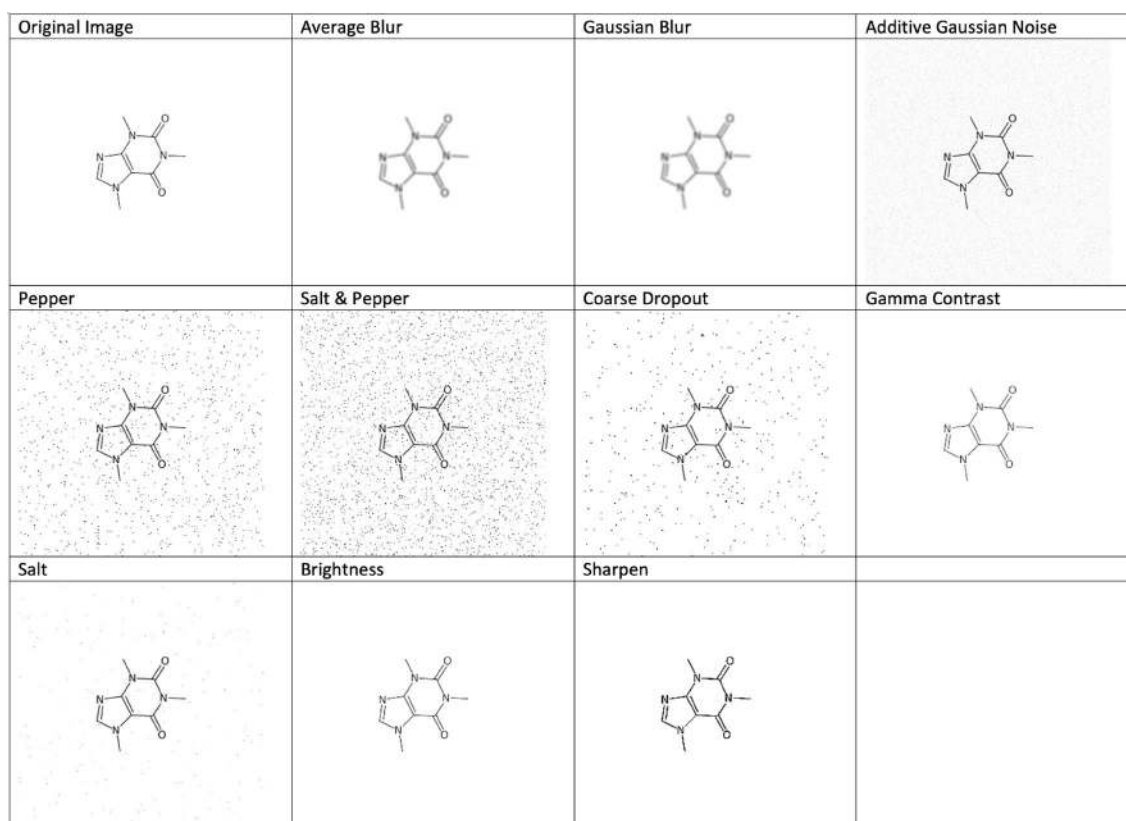 Original Image
Average Blur
Gaussian Blur
Additive Gaussian Noise
N
O
N
N
O
N
N
O
N
N
O
N
N
O
N
N
O
N
N
O
N
N
O
N
Pepper
Salt & Pepper
Coarse Dropout
Gamma Contrast
N
O
N
N
O
N
N
O
N
N
O
N
N
O
N
N
O
N
N
O
N
N
O
N
Salt
Brightness
Sharpen
N
O
N
N
O
N
N
O
N
N
O
N
N
O
N
N
O
N